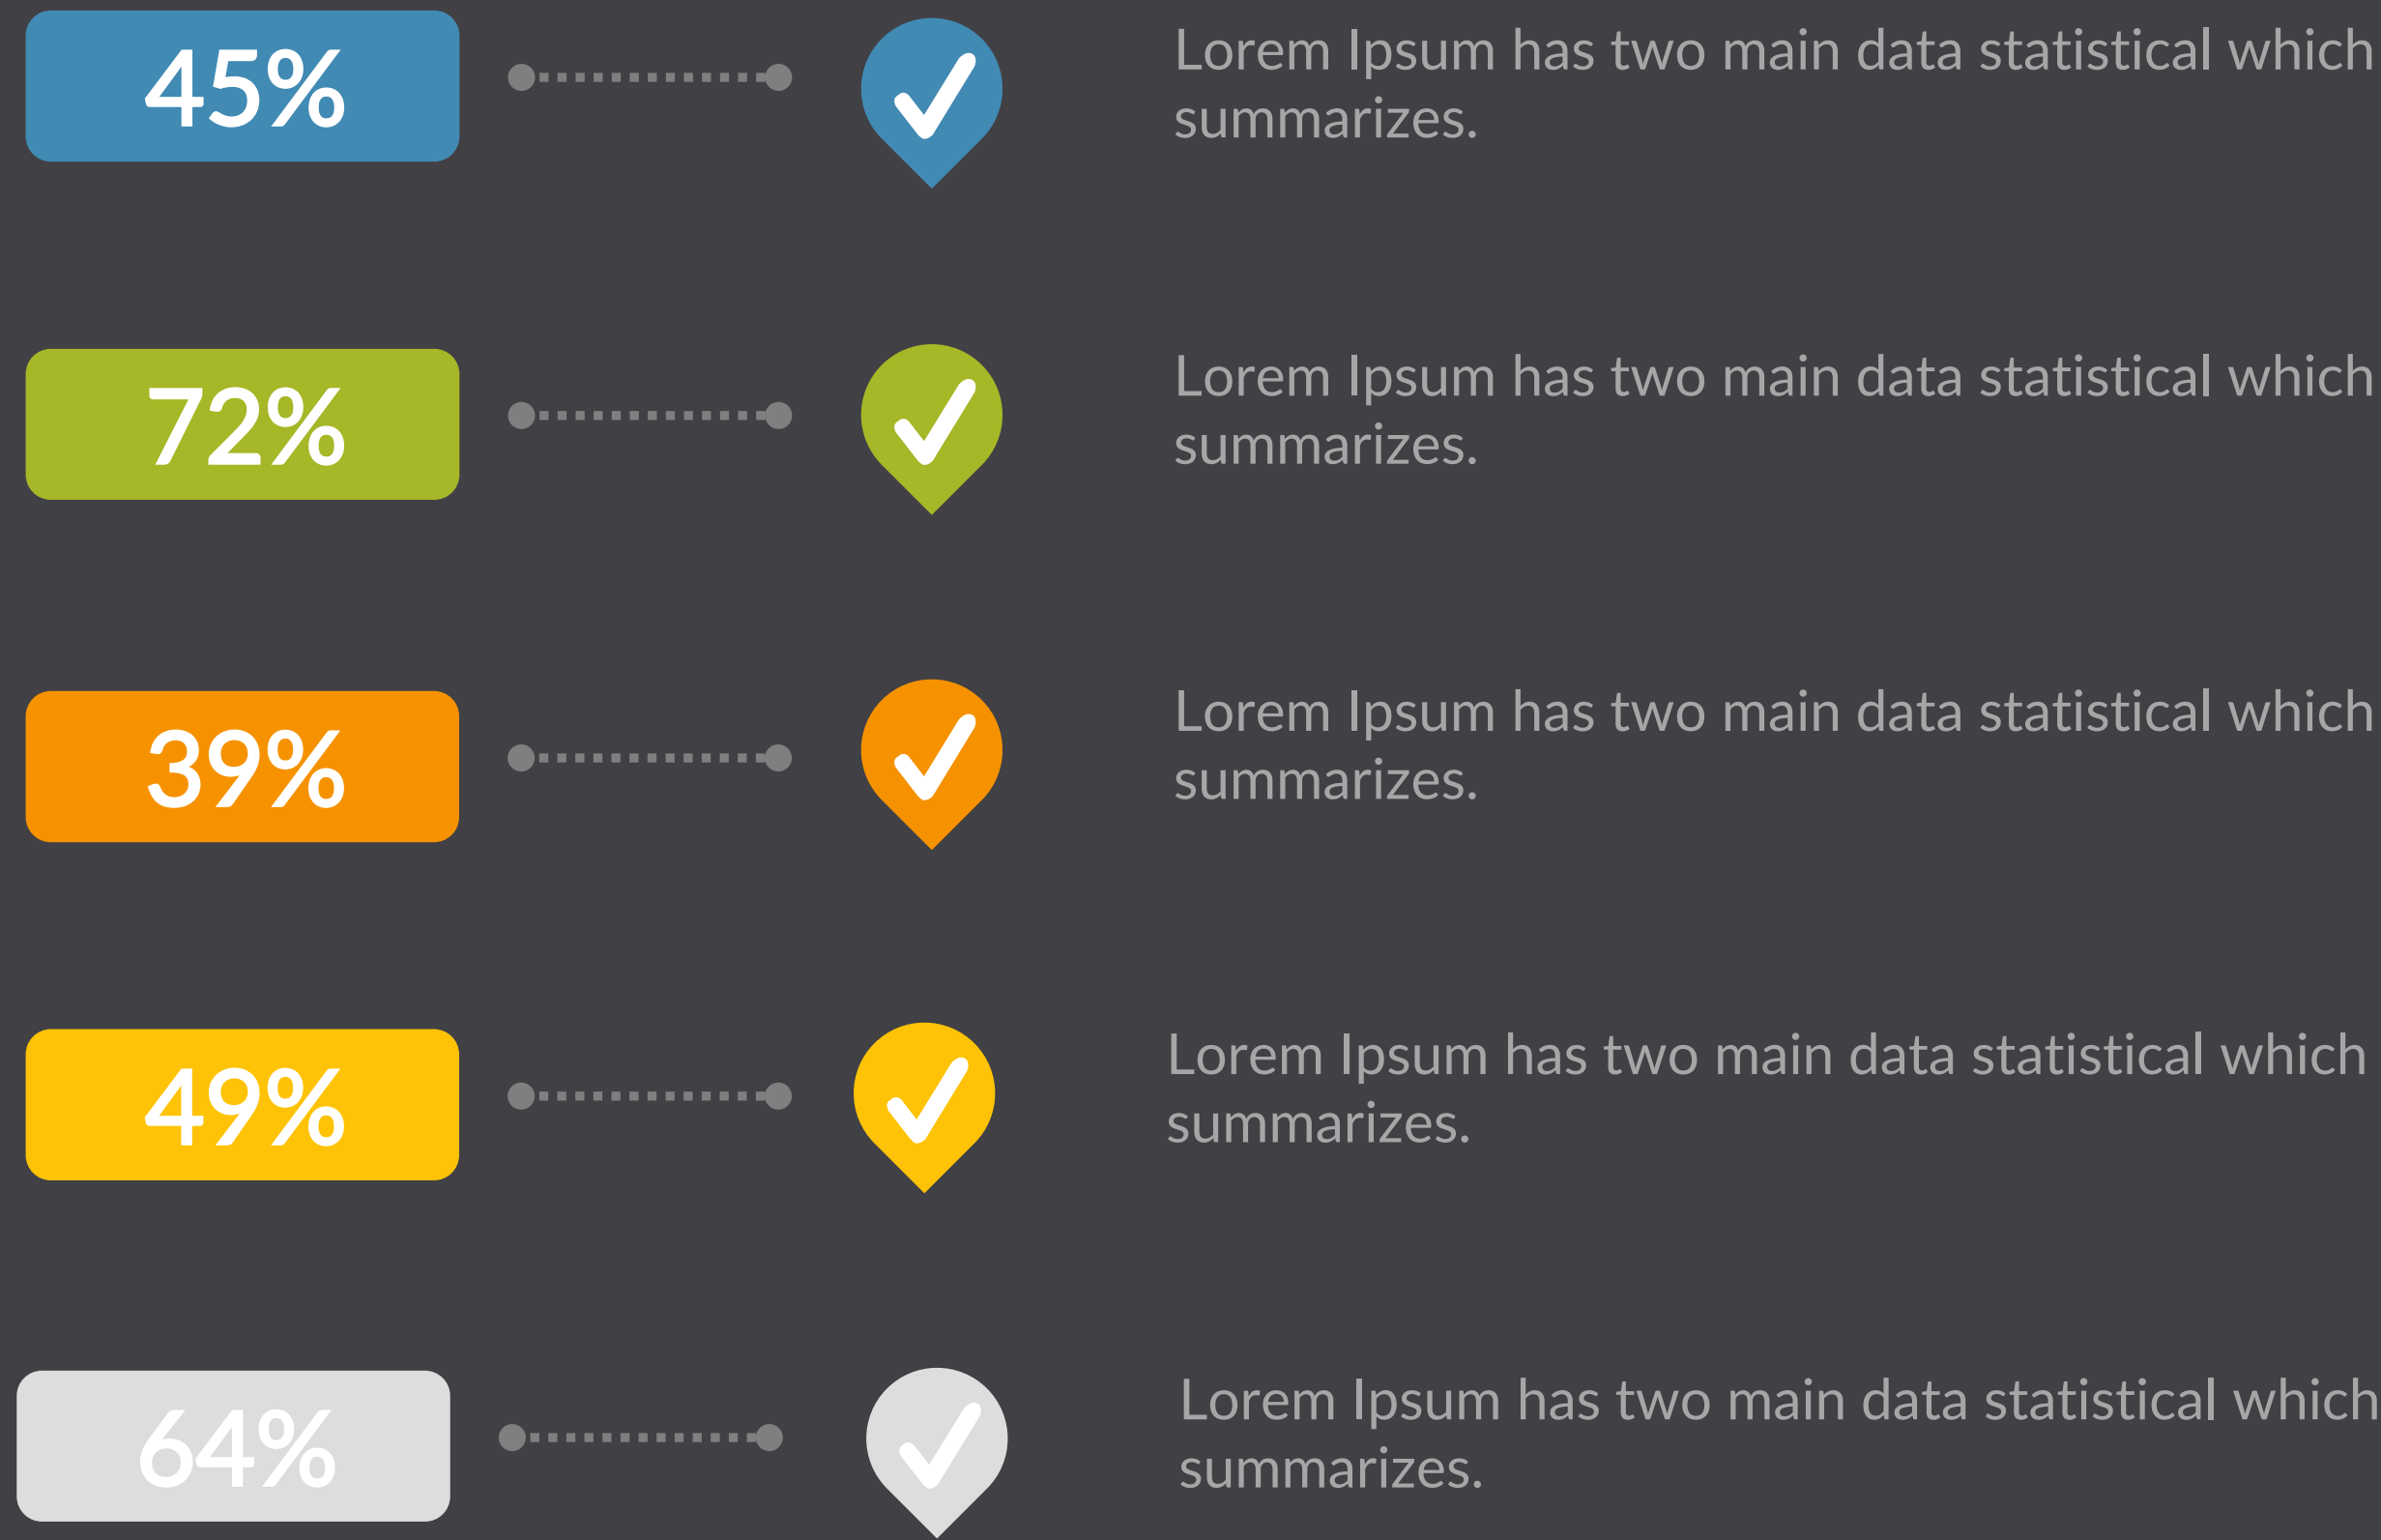 45%
Lorem Ipsum has two main data statistical which
summarizes.
72%
Lorem Ipsum has two main data statistical which
summarizes.
39%
Lorem Ipsum has two main data statistical which
summarizes.
49%
Lorem Ipsum has two main data statistical which
summarizes.
64%
Lorem Ipsum has two main data satistical which
summarizes.